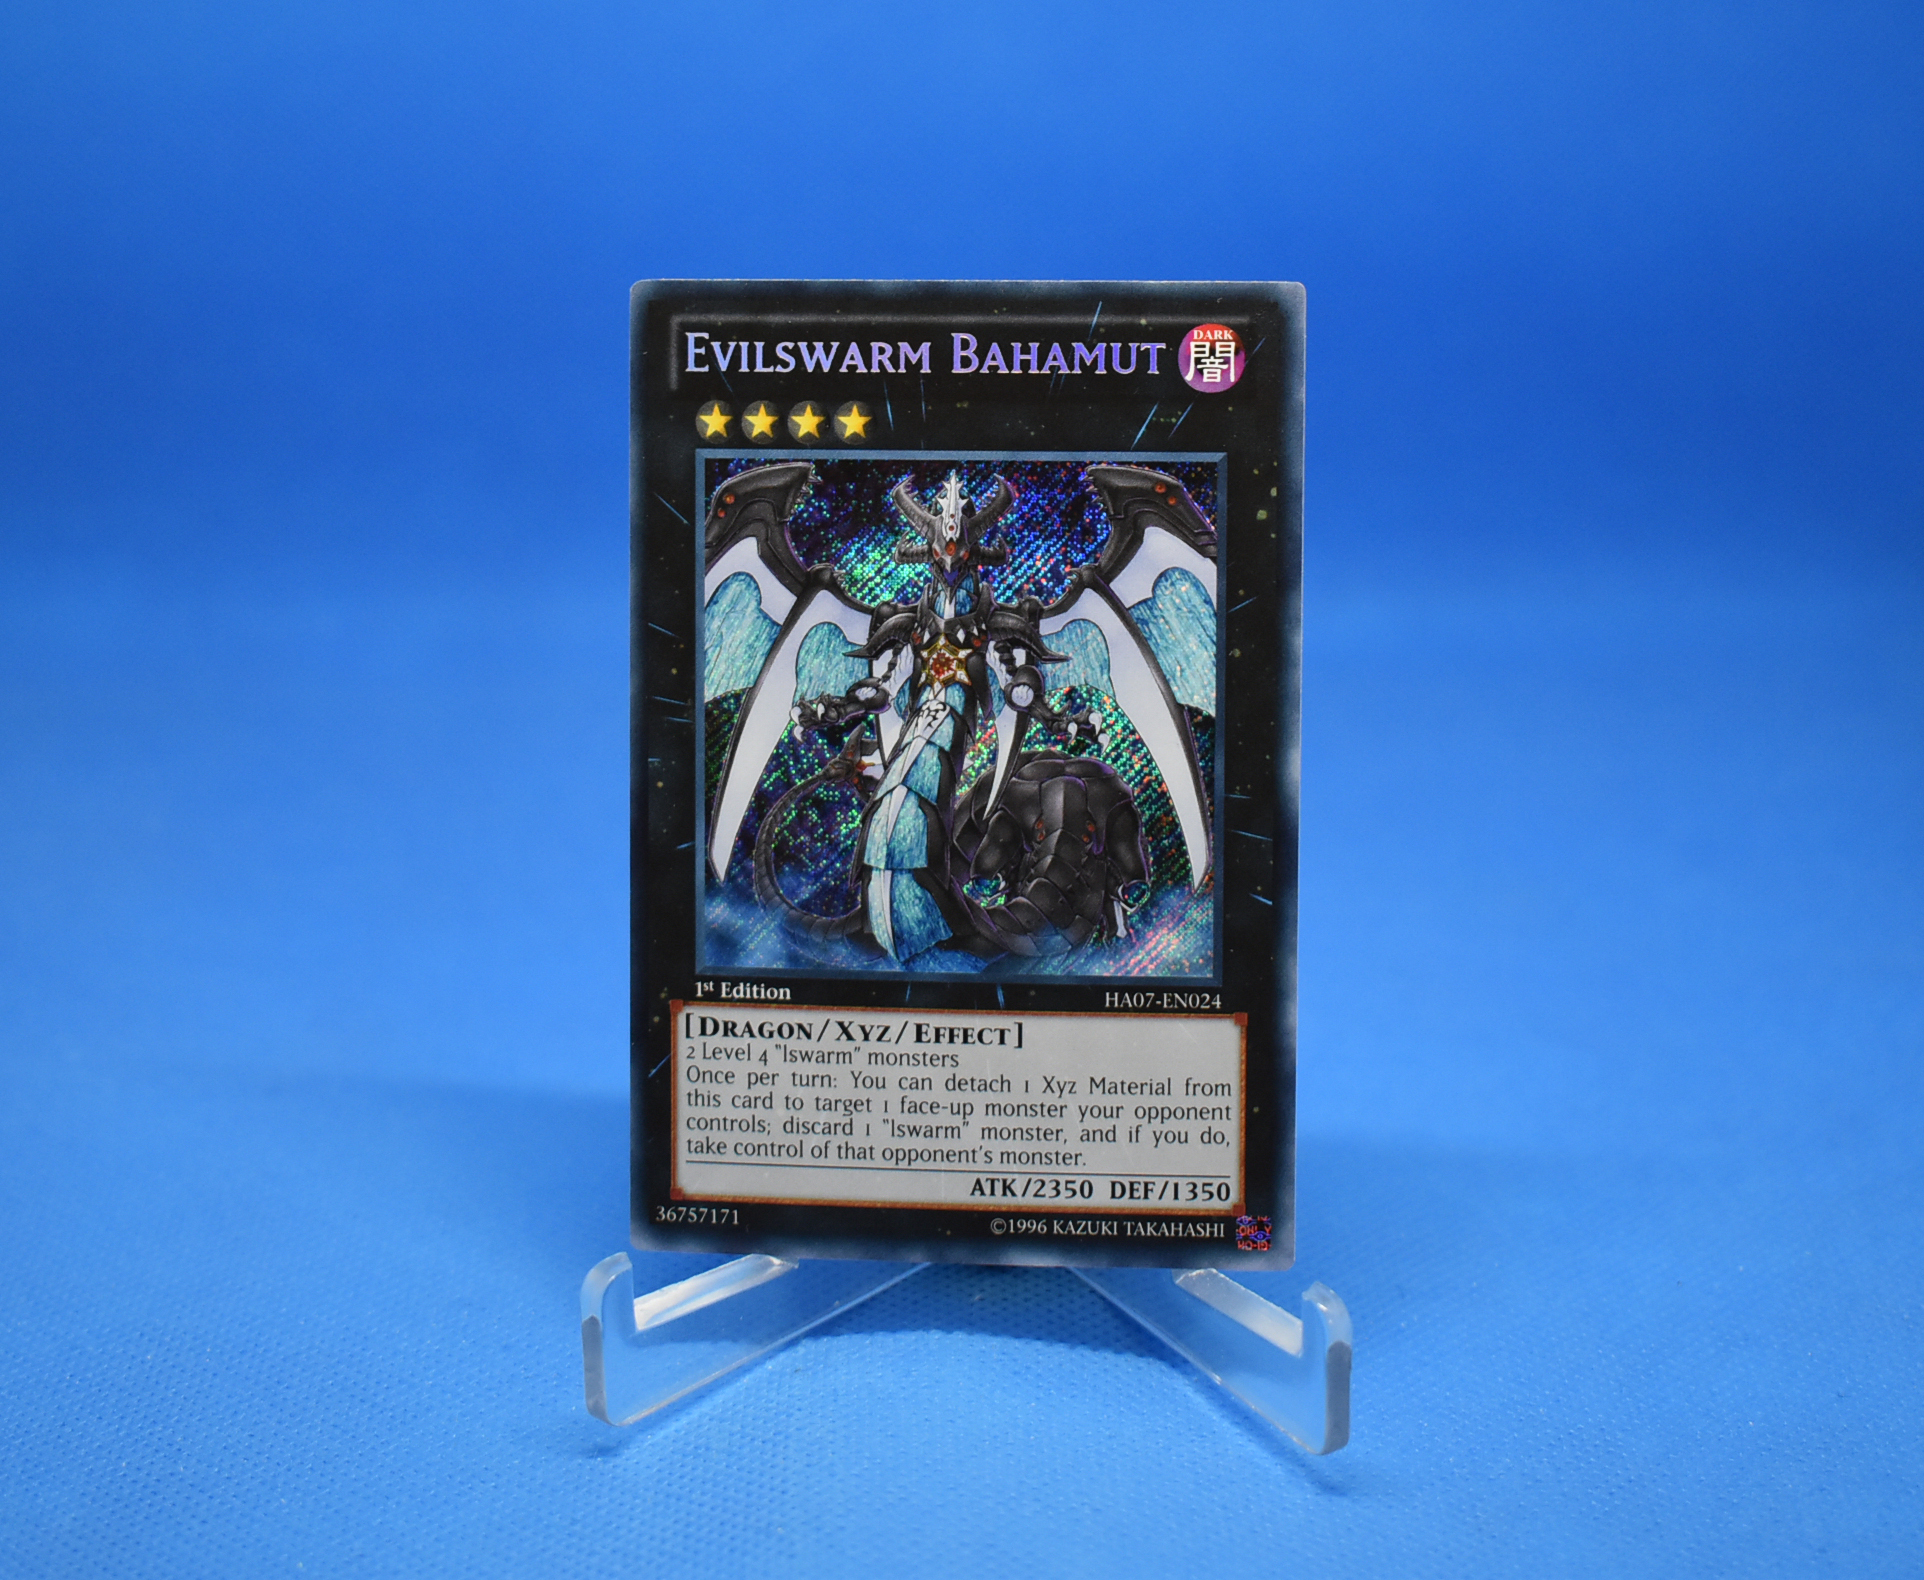 EVILSWARM BAHAMUT
DARK
闇
1st Edition
HA07-EN024
[DRAGON/XYZ/EFFECT]
2 Level 4 "lswarm" monsters
Once per turn: You can detach 1 Xyz Material from
this card to target 1 face-up monster your opponent
controls; discard 1 "lswarm" monster, and if you do,
take control of that opponent's monster.
ATK/2350 DEF/1350
36757171
©1996 KAZUKI TAKAHASHI